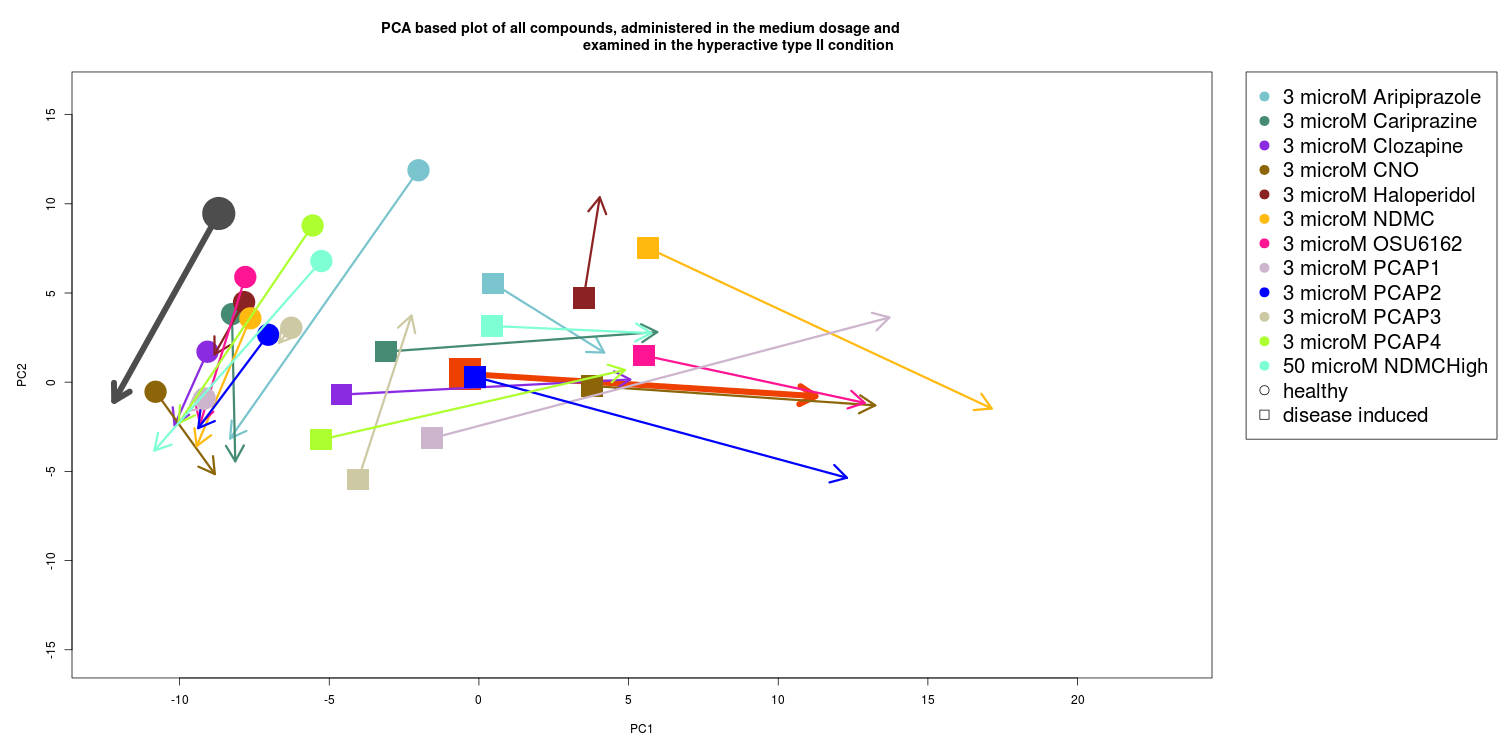 PCA based plot of all compounds, administered in the medium dosage and
examined in the hyperactive type II condition
PC2
15
10
5
0
-5
-10
-15
-10
-5
0
5
10
15
20
PC1
3 microM Aripiprazole
3 microM Cariprazine
3 microM Clozapine
3 microM CNO
3 microM Haloperidol
3 microM NDMC
3 microM OSU6162
3 microM PCAP1
3 microM PCAP2
3 microM PCAP3
3 microM PCAP4
50 microM NDMCHigh
healthy
disease induced